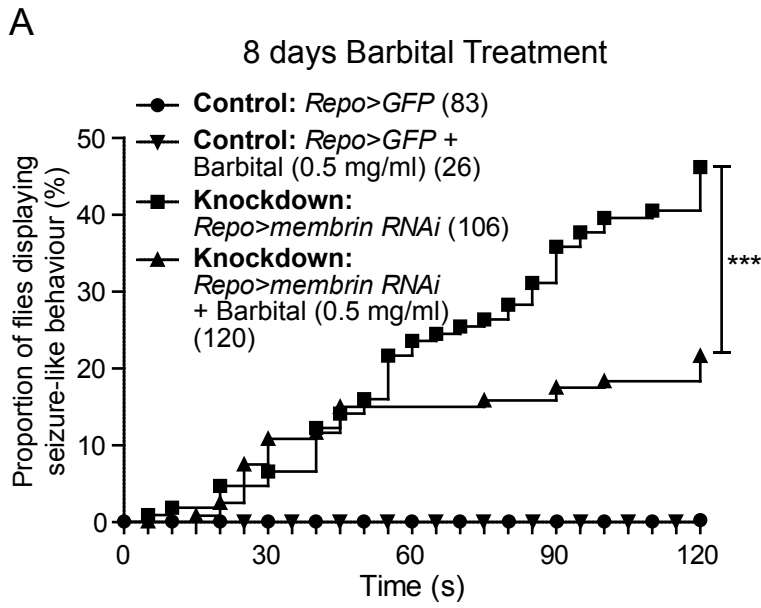 A
8 days Barbital Treatment
Control: Repo>GFP (83)
Control: Repo>GFP +
Barbital (0.5 mg/ml) (26)
Knockdown:
Repo>membrin RNAi (106)
Knockdown:
Repo>membrin RNAi
+ Barbital (0.5 mg/ml)
(120)
Proportion of flies displaying
seizure-like behaviour (%)
50
40
30
20
10
0
***
0 30 60 90 120
Time (s)